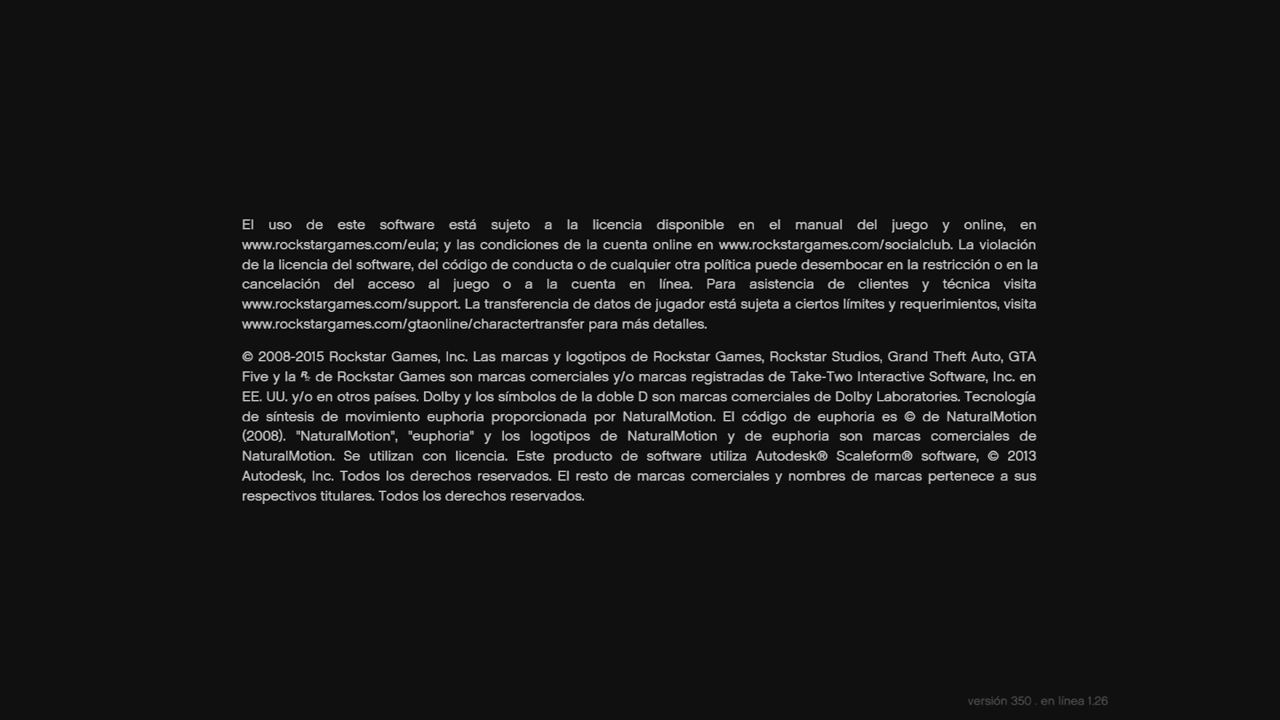 El uso de este software está sujeto a la licencia disponible en el manual del juego y online, en
www.rockstargames.com/eula; y las condiciones de la cuenta online en www.rockstargames.com/socialclub. La violación
de la licencia del software, del código de conducta o de cualquier otra política puede desembocar en la restricción o en la
cancelación del acceso al juego o a la cuenta en línea. Para asistencia de clientes y técnica visita
www.rockstargames.com/support. La transferencia de datos de jugador está sujeta a ciertos límites y requerimientos, visita
www.rockstargames.com/gtaonline/charactertransfer para más detalles.
© 2008-2015 Rockstar Games, Inc. Las marcas y logotipos de Rockstar Games, Rockstar Studios, Grand Theft Auto, GTA
Five y la R* de Rockstar Games son marcas comerciales y/o marcas registradas de Take-Two Interactive Software, Inc. en
EE. UU. y/o en otros países. Dolby y los símbolos de la doble D son marcas comerciales de Dolby Laboratories. Tecnología
de síntesis de movimiento euphoria proporcionada por NaturalMotion. El código de euphoria es © de NaturalMotion
(2008). "NaturalMotion", "euphoria" y los logotipos de NaturalMotion y de euphoria son marcas comerciales de
NaturalMotion. Se utilizan con licencia. Este producto de software utiliza Autodesk® Scaleform® software, © 2013
Autodesk, Inc. Todos los derechos reservados. El resto de marcas comerciales y nombres de marcas pertenece a sus
respectivos titulares. Todos los derechos reservados.
versión 350 . en línea 1.26